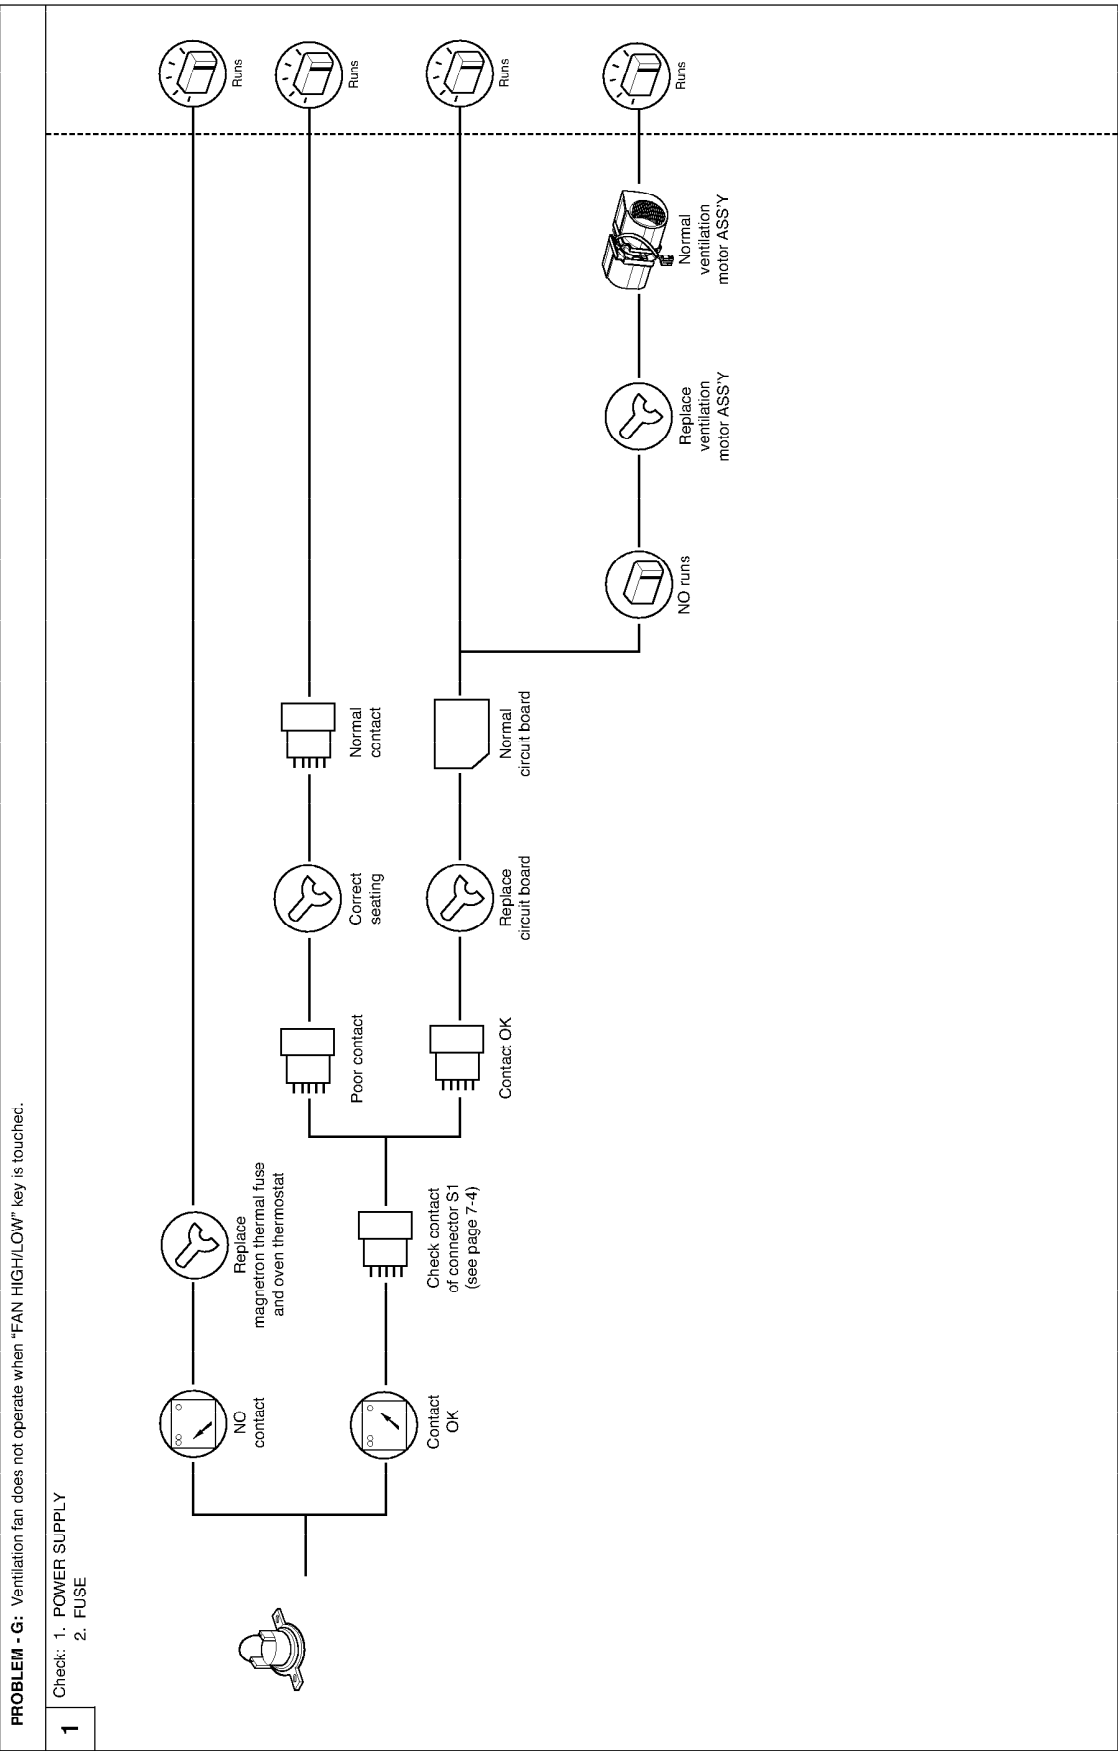 PROBLEM - G: Ventilation fan does not operate when “FAN HIGH/LOW” key is touched.
1
Check: 1. POWER SUPPLY
2. FUSE
NO
contact
Replace
magnetron thermal fuse
and oven thermostat
Runs
Contact
OK
Check contact
of connector S1
(see page 7-4)
Poor contact
Correct
seating
Normal
contact
Runs
Contact OK
Replace
circuit board
Normal
circuit board
Runs
NO runs
Replace
ventilation
motor ASS'Y
Normal
ventilation
motor ASS'Y
Runs